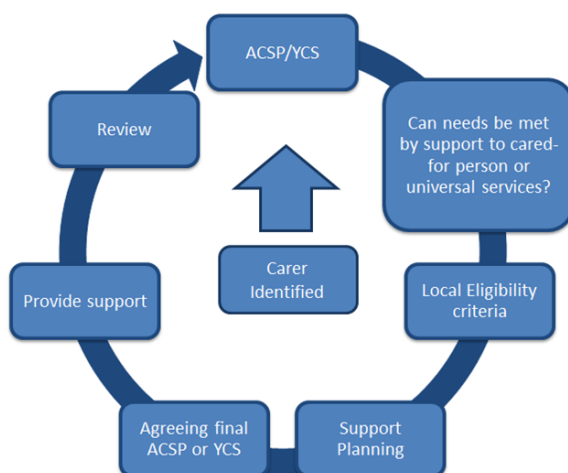 ACSP/YCS
Can needs be met
by support to cared-
for person or
universal services?
Local Eligibility
criteria
Support
Planning
Agreeing final
ACSP or YCS
Provide support
Review
Carer
Identified